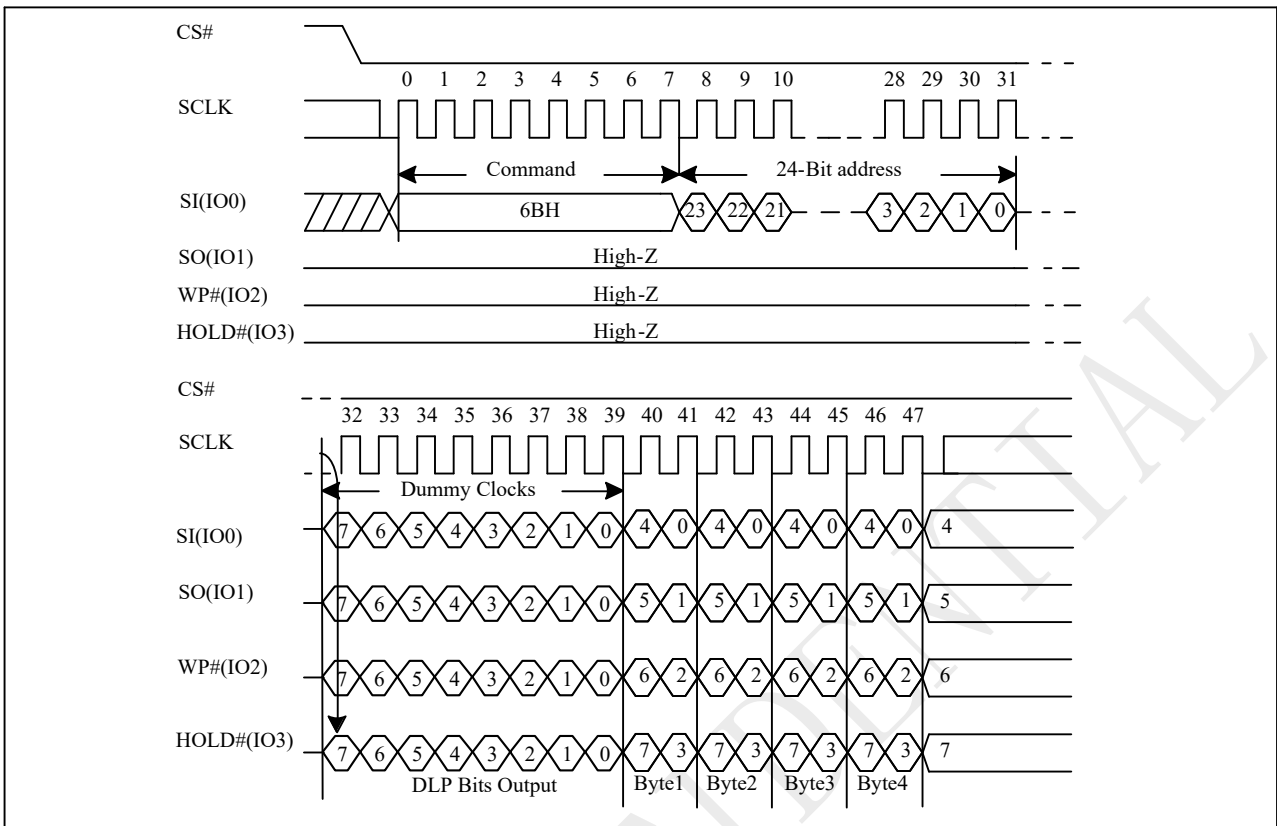 CS#
0 1 2 3 4 5 6 7 8 9 10 28 29 30 31
SCLK
Command 24-Bit address
SI(IO0) 6BH 23 22 21 3 2 1 0
SO(IO1) High-Z
WP#(IO2) High-Z
HOLD#(IO3) High-Z
CS#
32 33 34 35 36 37 38 39 40 41 42 43 44 45 46 47
SCLK
Dummy Clocks
SI(IO0) 7 6 5 4 3 2 1 0 4 0 4 0 4 0 4 0 4
SO(IO1) 7 6 5 4 3 2 1 0 5 1 5 1 5 1 5 1 5
WP#(IO2) 7 6 5 4 3 2 1 0 6 2 6 2 6 2 6 2 6
HOLD#(IO3) 7 6 5 4 3 2 1 0 7 3 7 3 7 3 7 3 7
DLP Bits Output Byte1 Byte2 Byte3 Byte4